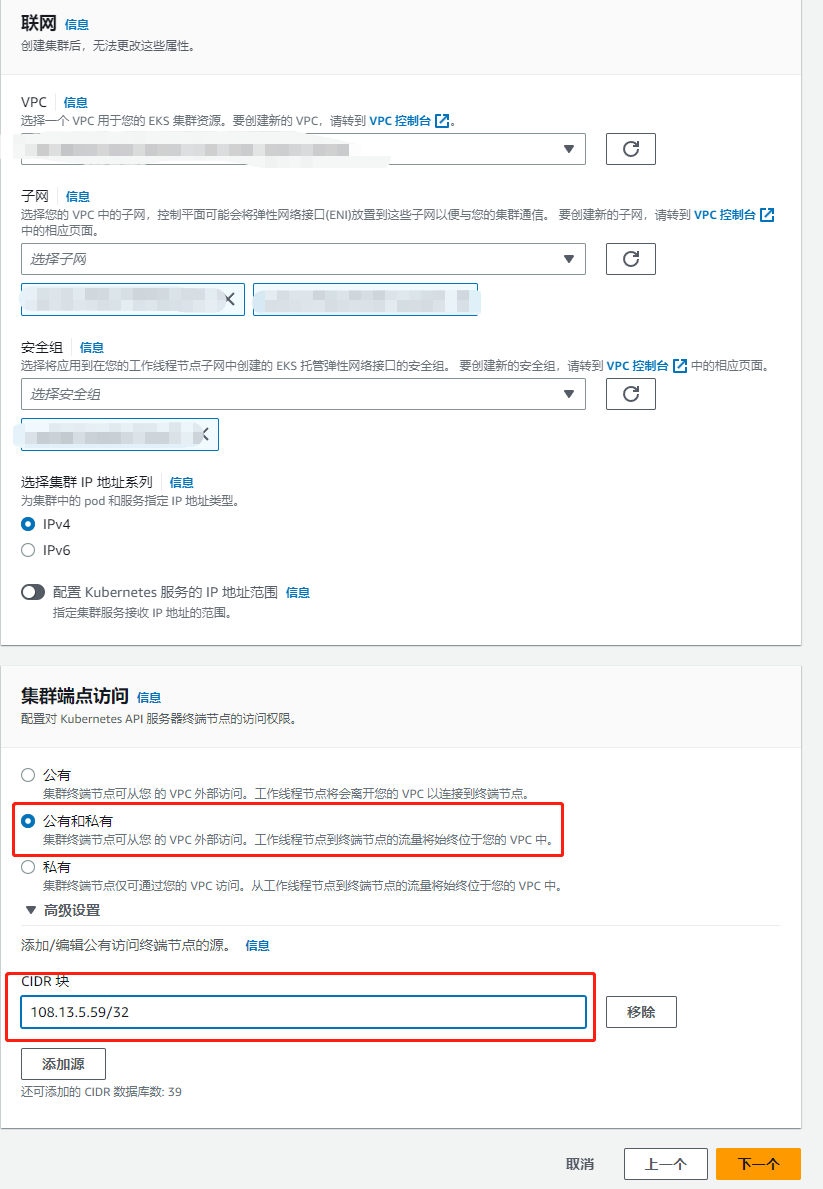 联网 信息
创建集群后，无法更改这些属性。
VPC 信息
选择一个 VPC 用于您的 EKS 集群资源。要创建新的 VPC，请转到 VPC 控制台。
子网 信息
选择您的 VPC 中的子网，控制平面可能会将弹性网络接口(ENI)放置到这些子网以便与您的集群通信。 要创建新的子网，请转到 VPC 控制台
中的相应页面。
选择子网
安全组 信息
选择将应用到在您的工作线程节点子网中创建的 EKS 托管弹性网络接口的安全组。 要创建新的安全组，请转到 VPC 控制台 中的相应页面。
选择安全组
选择集群 IP 地址系列 信息
为集群中的 pod 和服务指定 IP 地址类型。
IPv4
IPv6
配置 Kubernetes 服务的 IP 地址范围 信息
指定集群服务接收 IP 地址的范围。
集群端点访问 信息
配置对 Kubernetes API 服务器终端节点的访问权限。
公有
集群终端节点可从您 的 VPC 外部访问。工作线程节点将会离开您的 VPC 以连接到终端节点。
公有和私有
集群终端节点可从您 的 VPC 外部访问。工作线程节点到终端节点的流量将始终位于您的 VPC 中。
私有
集群终端节点仅可通过您的 VPC 访问。从工作线程节点到终端节点的流量将始终位于您的 VPC 中。
高级设置
添加/编辑公有访问终端节点的源。 信息
CIDR 块
108.13.5.59/32
移除
添加源
还可添加的 CIDR 数据库数: 39
取消
上一个
下一个